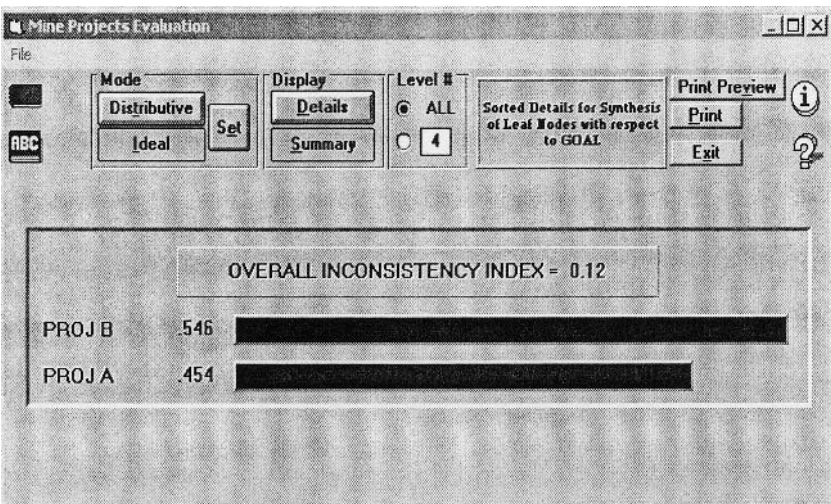 Mine Projects Evaluation
File
Mode
Distributive
Ideal
Set
Display
Details
Summary
Level #
ALL
4
Sorted Details for Synthesis
of Leaf Nodes with respect
to GOAL
Print Preview
Print
Exit
ABC
OVERALL INCONSISTENCY INDEX = 0.12
PROJ B .546
PROJ A .454